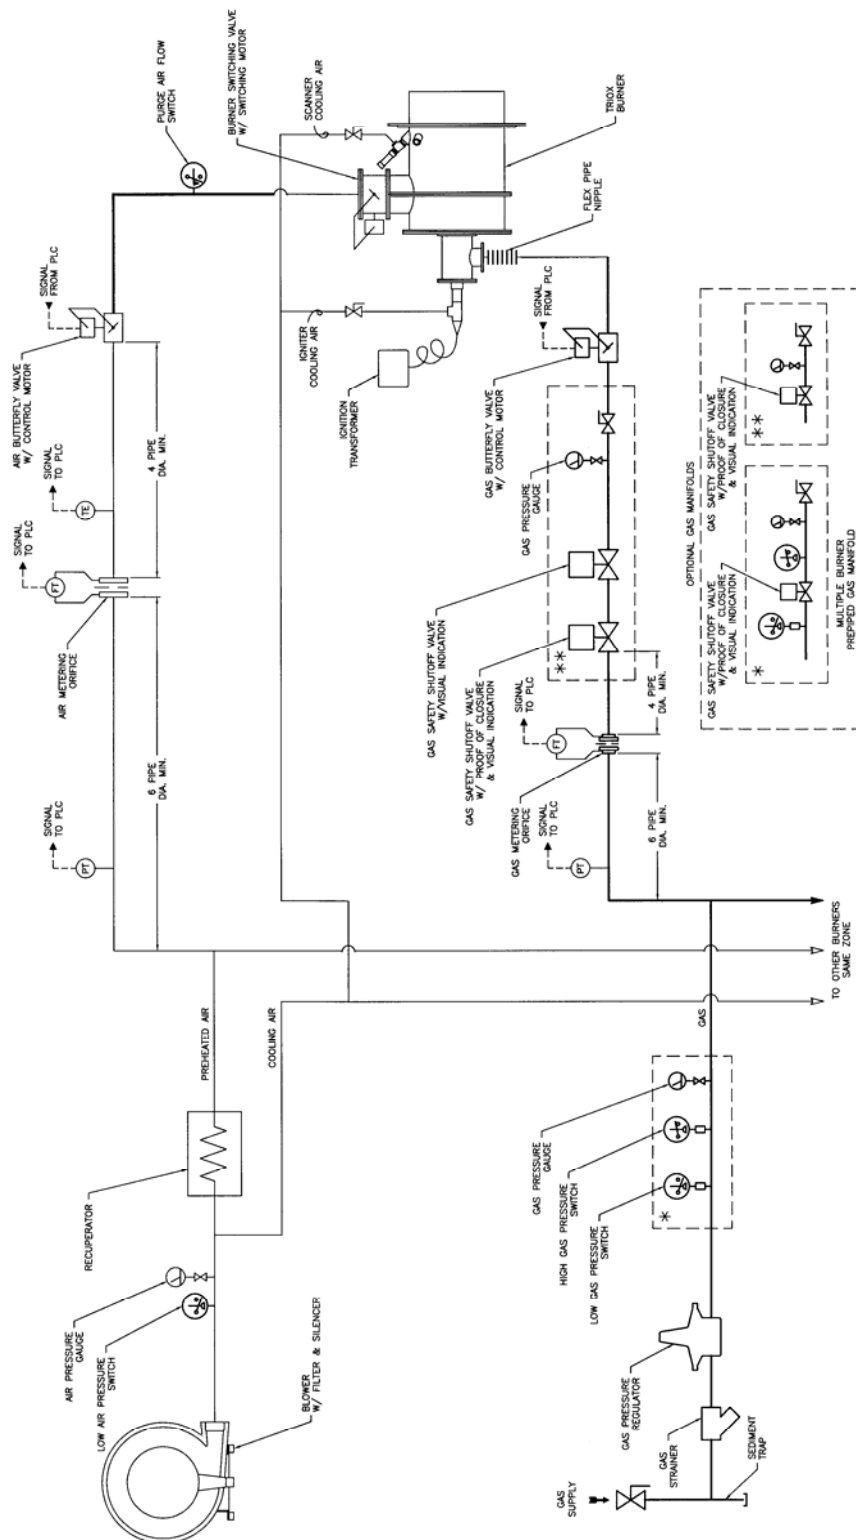 PURGE AIR FLOW
SWITCH
BURNER SWITCHING VALVE
W/ SWITCHING MOTOR
SCANNER
COOLING AIR
TRIOX
BURNER
FLEX PIPE
NIPPLE
SIGNAL
FROM PLC
AIR BUTTERFLY VALVE
W/ CONTROL MOTOR
IGNITER
COOLING AIR
IGNITION
TRANSFORMER
SIGNAL
FROM PLC
GAS BUTTERFLY VALVE
W/ CONTROL MOTOR
4 PIPE
DIA. MIN.
SIGNAL
TO PLC
TE
SIGNAL
TO PLC
FT
AIR METERING
ORIFICE
6 PIPE
DIA. MIN.
SIGNAL
TO PLC
PT
GAS PRESSURE
GAUGE
GAS SAFETY SHUTOFF VALVE
W/VISUAL INDICATION
GAS SAFETY SHUTOFF VALVE
W/ PROOF OF CLOSURE
& VISUAL INDICATION
**
4 PIPE
DIA. MIN.
SIGNAL
TO PLC
FT
GAS METERING
ORIFICE
6 PIPE
DIA. MIN.
SIGNAL
TO PLC
PT
OPTIONAL GAS MANIFOLDS
GAS SAFETY SHUTOFF VALVE
W/PROOF OF CLOSURE
& VISUAL INDICATION
**
GAS SAFETY SHUTOFF VALVE
W/PROOF OF CLOSURE
& VISUAL INDICATION
*
MULTIPLE BURNER
PREPIPED GAS MANIFOLD
TO OTHER BURNERS
SAME ZONE
PREHEATED AIR
COOLING AIR
GAS
RECUPERATOR
AIR PRESSURE
GAUGE
LOW AIR PRESSURE
SWITCH
BLOWER
W/ FILTER & SILENCER
GAS PRESSURE
GAUGE
HIGH GAS PRESSURE
SWITCH
LOW GAS PRESSURE
SWITCH
*
GAS PRESSURE
REGULATOR
GAS
STRAINER
SEDIMENT
TRAP
GAS
SUPPLY